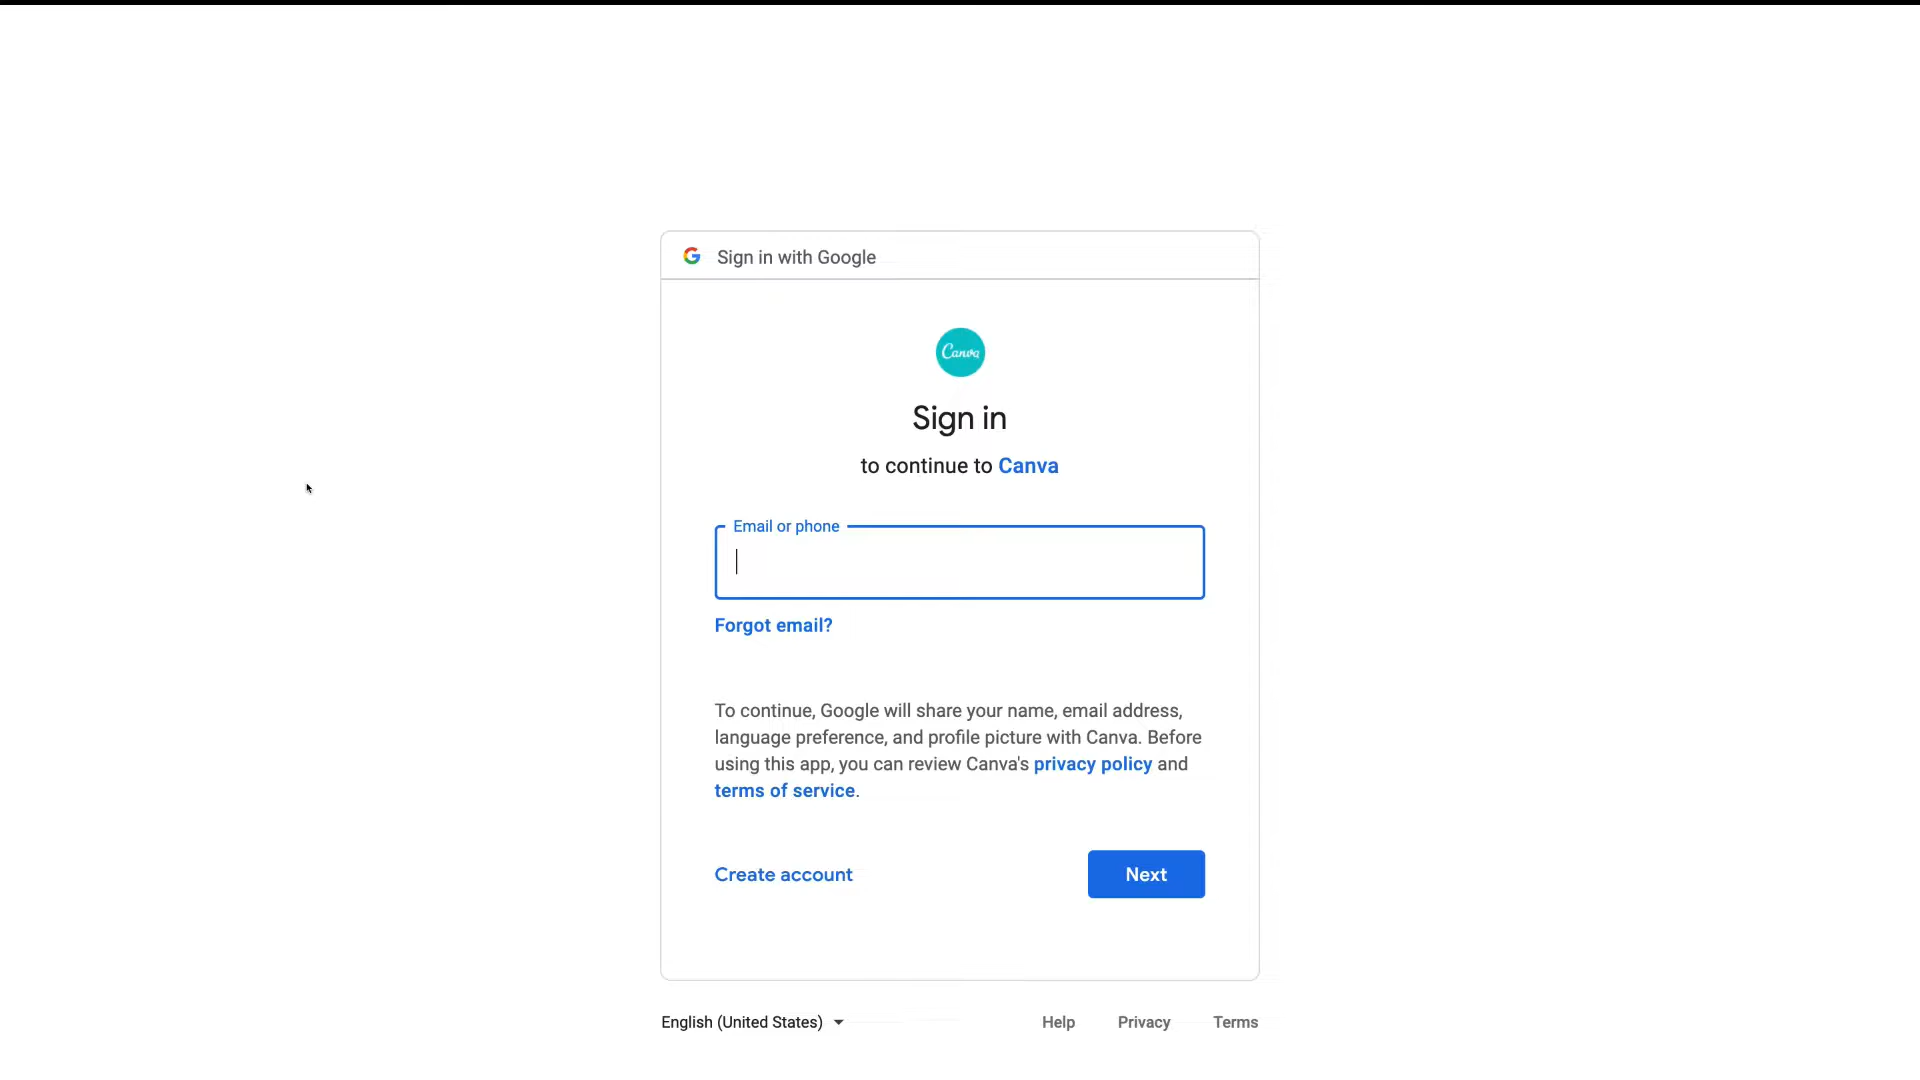 Sign in with Google
Canva
Sign in
to continue to Canva
Email or phone
Forgot email?
To continue, Google will share your name, email address,
language preference, and profile picture with Canva. Before
using this app, you can review Canva's privacy policy and
terms of service.
Create account
Next
English (United States)
Help
Privacy
Terms